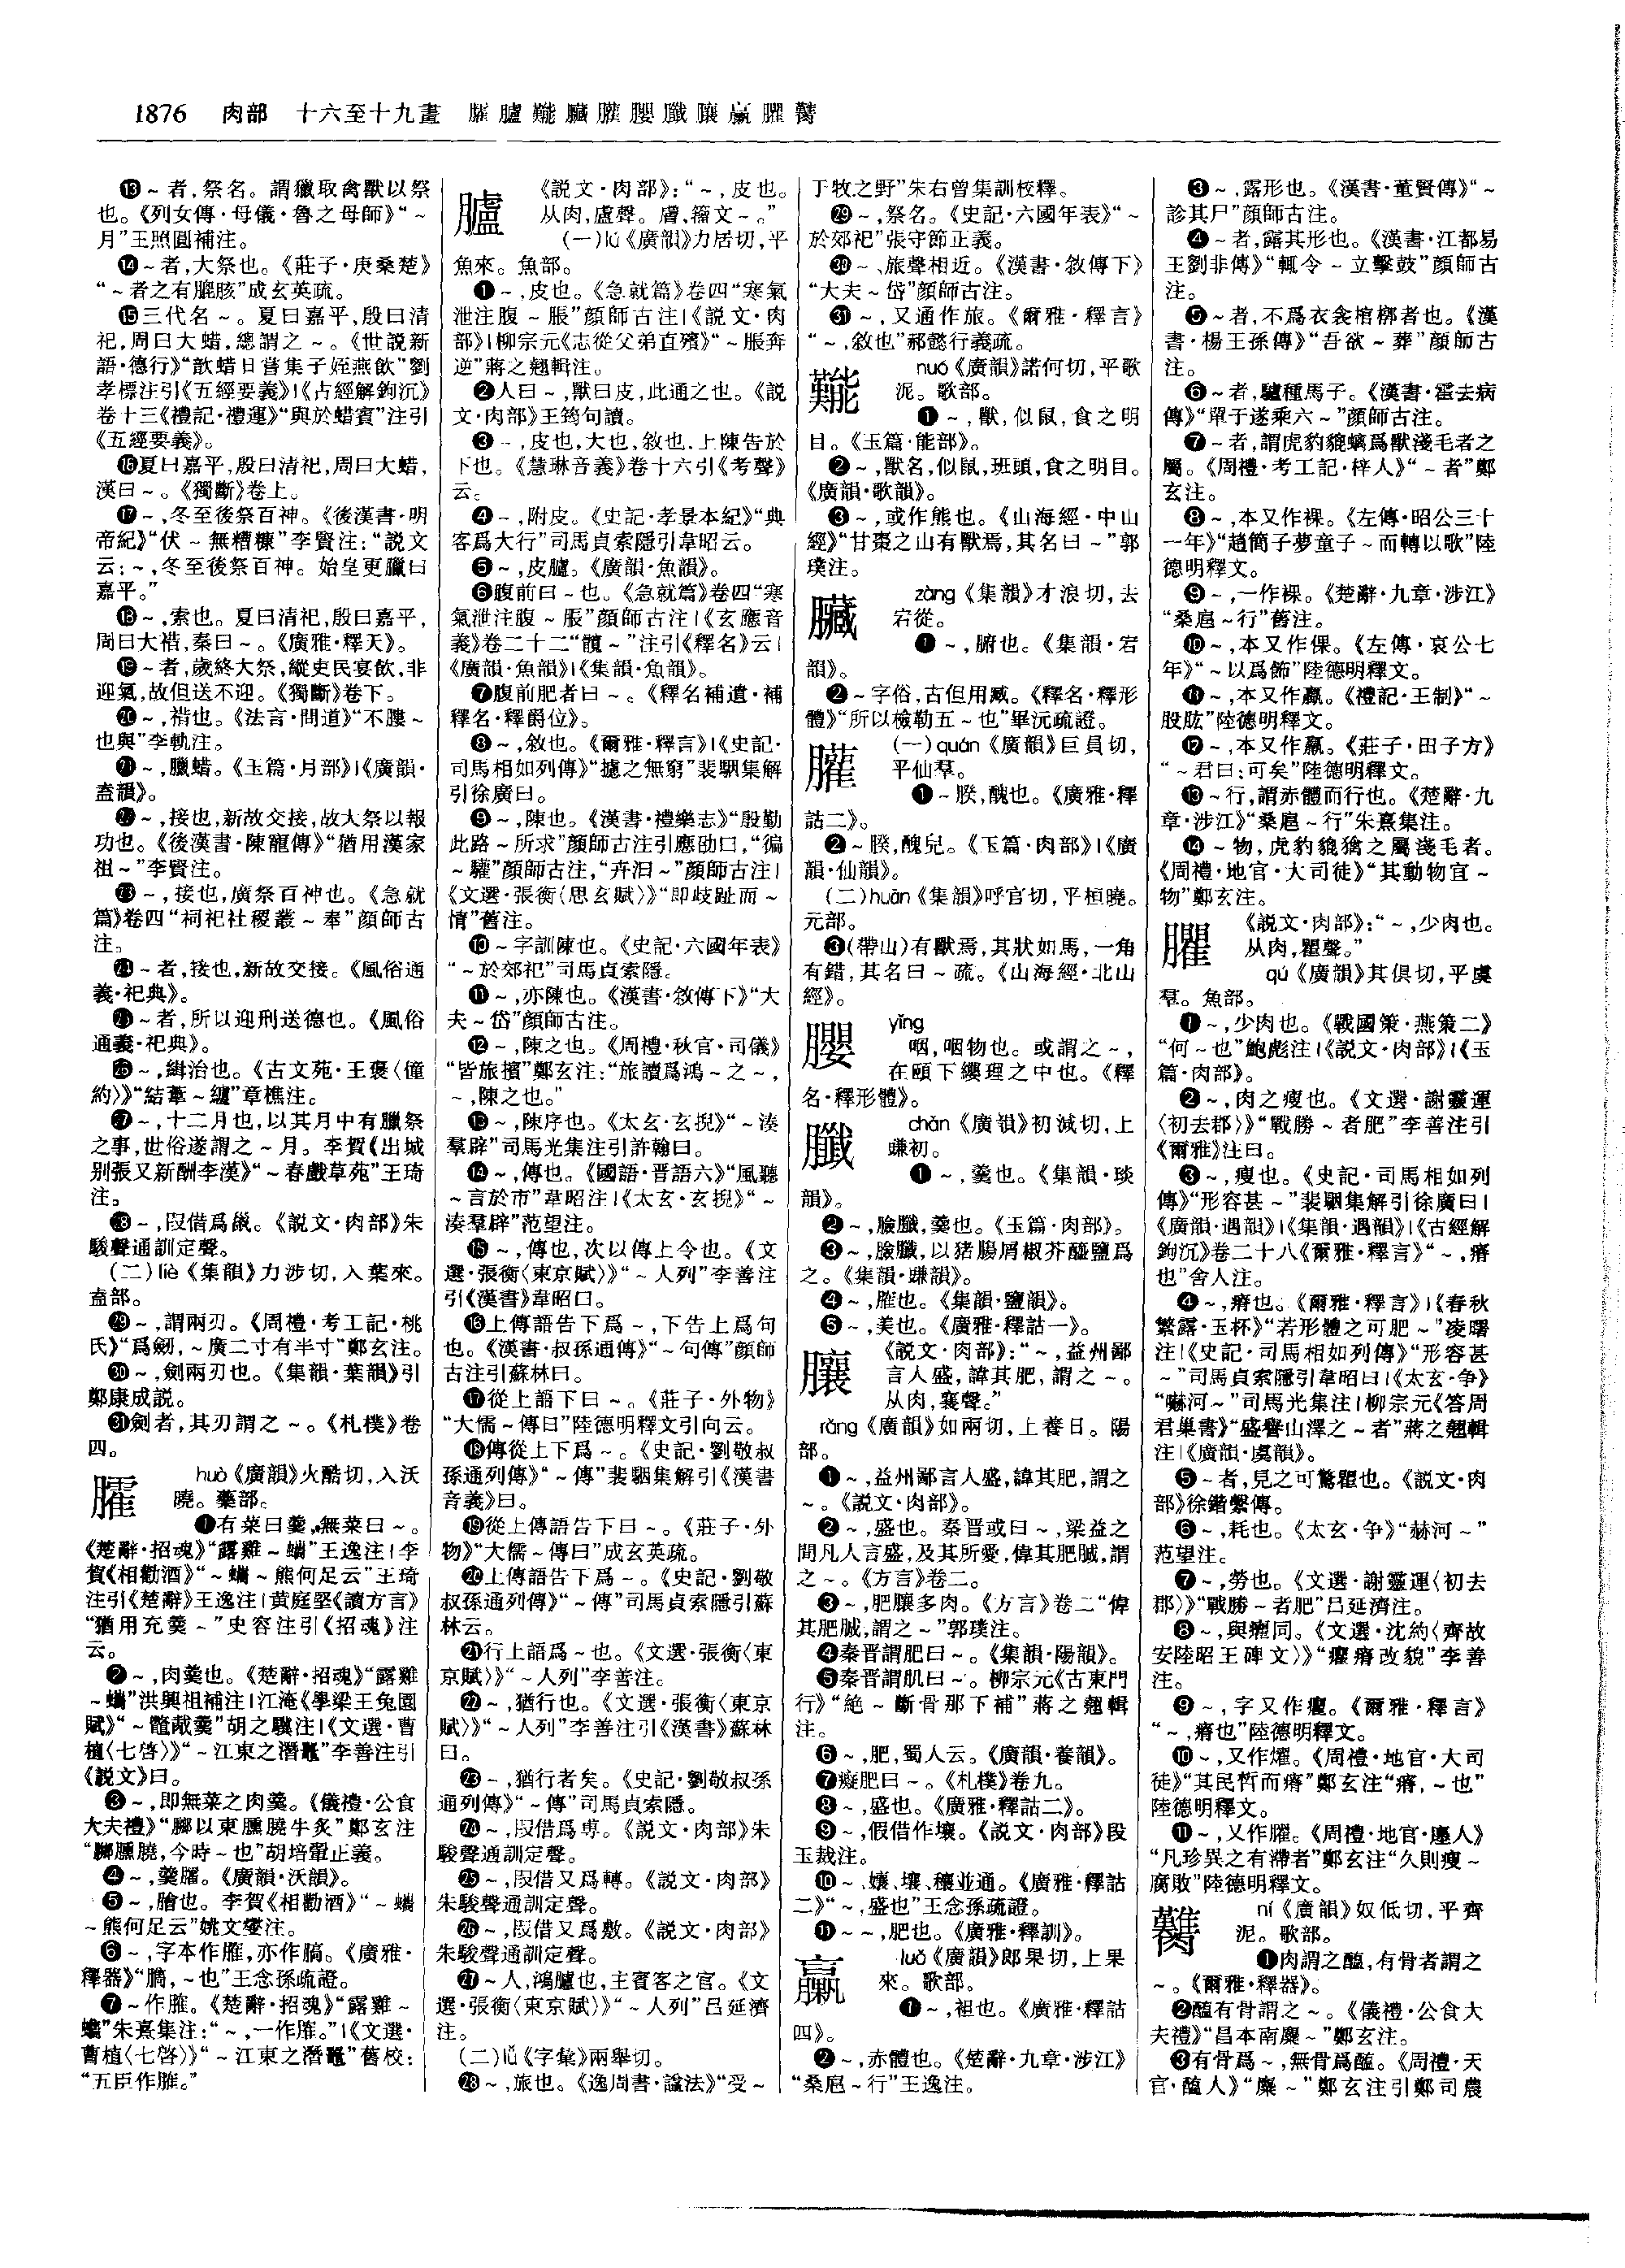 1876 肉部 十六至十九畫 臛臚䕼臟臛臞膶臢臝臞
⓭~者,祭名。謂獵取禽獸以祭
也。《列女傳·母儀·魯之母師》“~
月”王照圓補注。
⓮~者,大祭也。《莊子·庚桑楚》
“~者之有膍胲”成玄英疏。
⓯三代名~。夏曰嘉平,殷曰清
祀,周曰大蜡,總謂之~。《世説新
語·德行》“歆蜡日嘗集子姪燕飲”劉
孝標注引《五經要義》|《古經解鉤沉》
卷十三《禮記·禮運》“與於蜡賓”注引
《五經要義》。
⓰夏曰嘉平,殷曰清祀,周曰大蜡,
漢曰~。《獨斷》卷上。
⓱~,冬至後祭百神。《後漢書·明
帝紀》“伏~無糟糠”李賢注:“説文
云:~,冬至後祭百神。始皇更臘曰
嘉平。”
⓲~,索也。夏曰清祀,殷曰嘉平,
周曰大䄍,秦曰~。《廣雅·釋天》。
⓳~者,歲終大祭,縱吏民宴飲,非
迎氣,故但送不迎。《獨斷》卷下。
⓴~,䄍也。《法言·問道》“不膢~
也與”李軌注。
㉑~,臘蜡。《玉篇·月部》|《廣韻·
盍韻》。
㉒~,接也,新故交接,故大祭以報
功也。《後漢書·陳寵傳》“猶用漢家
祖~”李賢注。
㉓~,接也,廣祭百神也。《急就
篇》卷四“祠祀社稷叢~奉”顔師古
注。
㉔~者,接也,新故交接。《風俗通
義·祀典》。
㉕~者,所以迎刑送德也。《風俗
通義·祀典》。
㉖~,緝治也。《古文苑·王褒〈僮
約〉》“結葦~纑”章樵注。
㉗~,十二月也,以其月中有臘祭
之事,世俗遂謂之~月。李賀《出城
别張又新酬李漢》“~春戲草苑”王琦
注。
㉘~,叚借爲儠。《説文·肉部》朱
駿聲通訓定聲。
(二)liè《集韻》力涉切,入葉來。
盍部。
㉙~,謂兩刃。《周禮·考工記·桃
氏》“爲劒,~廣二寸有半寸”鄭玄注。
㉚~,劍兩刃也。《集韻·葉韻》引
鄭康成説。
㉛劍者,其刃謂之~。《札樸》卷
四。
臛 huò《廣韻》火酷切,入沃
曉。藥部。
❶有菜曰羹,無菜曰~。
《楚辭·招魂》“露雞~蠵”王逸注|李
賀《相勸酒》“~蠵~熊何足云”王琦
注引《楚辭》王逸注|黄庭堅《讀方言》
“猶用充羹~”史容注引《招魂》注
云。
❷~,肉羹也。《楚辭·招魂》“露雞
~蠵”洪興祖補注|江淹《學梁王兔園
賦》“~鼈胾羹”胡之驥注|《文選·曹
植〈七啓〉》“~江東之潛鼉”李善注引
《説文》曰。
❸~,即無菜之肉羹。《儀禮·公食
大夫禮》“膷以東臐膮牛炙”鄭玄注
“膷臐膮,今時~也”胡培翬正義。
❹~,羹臛。《廣韻·沃韻》。
❺~,膾也。李賀《相勸酒》“~蠵
~熊何足云”姚文燮注。
❻~,字本作臛,亦作膗。《廣雅·
釋器》“膗,~也”王念孫疏證。
❼~作臛。《楚辭·招魂》“露雞~
蠵”朱熹集注:“~,一作臛。”|《文選·
曹植〈七啓〉》“~江東之潛鼉”舊校:
“五臣作臛。”
臚 《説文·肉部》:“~,皮也。
从肉,盧聲。膚,籀文~。”
(一)lú《廣韻》力居切,平
魚來。魚部。
❶~,皮也。《急就篇》卷四“寒氣
泄注腹~脹”顔師古注|《説文·肉
部》|柳宗元《志從父弟直殯》“~脹奔
逆”蔣之翹輯注。
❷人曰~,獸曰皮,此通之也。《説
文·肉部》王筠句讀。
❸~,皮也,大也,敘也,上陳告於
下也。《慧琳音義》卷十六引《考聲》
云。
❹~,附皮。《史記·孝景本紀》“典
客爲大行”司馬貞索隱引韋昭云。
❺~,皮臚。《廣韻·魚韻》。
❻腹前曰~也。《急就篇》卷四“寒
氣泄注腹~脹”顔師古注|《玄應音
義》卷二十二“髖~”注引《釋名》云|
《廣韻·魚韻》|《集韻·魚韻》。
❼腹前肥者曰~。《釋名補遺·補
釋名·釋爵位》。
❽~,敘也。《爾雅·釋言》|《史記·
司馬相如列傳》“攄之無窮”裴駰集解
引徐廣曰。
❾~,陳也。《漢書·禮樂志》“殷勤
此路~所求”顔師古注引應劭曰,“徧
~驩”顔師古注,“卉汩~”顔師古注|
《文選·張衡〈思玄賦〉》“即歧趾而~
情”舊注。
❿~字訓陳也。《史記·六國年表》
“~於郊祀”司馬貞索隱。
⓫~,亦陳也。《漢書·敘傳下》“大
夫~岱”顔師古注。
⓬~,陳之也。《周禮·秋官·司儀》
“皆旅擯”鄭玄注:“旅讀爲鴻~之~,
~,陳之也。”
⓭~,陳序也。《太玄·玄掜》“~湊
羣辟”司馬光集注引許翰曰。
⓮~,傳也。《國語·晋語六》“風聽
~言於市”韋昭注|《太玄·玄掜》“~
湊羣辟”范望注。
⓯~,傳也,次以傳上令也。《文
選·張衡〈東京賦〉》“~人列”李善注
引《漢書》韋昭曰。
⓰上傳語告下爲~,下告上爲句
也。《漢書·叔孫通傳》“~句傳”顔師
古注引蘇林曰。
⓱從上語下曰~。《莊子·外物》
“大儒~傳曰”陸德明釋文引向云。
⓲傳從上下爲~。《史記·劉敬叔
孫通列傳》“~傳”裴駰集解引《漢書
音義》曰。
⓳從上傳語告下曰~。《莊子·外
物》“大儒~傳曰”成玄英疏。
⓴上傳語告下爲~。《史記·劉敬
叔孫通列傳》“~傳”司馬貞索隱引蘇
林云。
㉑行上語爲~也。《文選·張衡〈東
京賦〉》“~人列”李善注。
㉒~,猶行也。《文選·張衡〈東京
賦〉》“~人列”李善注引《漢書》蘇林
曰。
㉓~,猶行者矣。《史記·劉敬叔孫
通列傳》“~傳”司馬貞索隱。
㉔~,叚借爲專。《説文·肉部》朱
駿聲通訓定聲。
㉕~,叚借又爲轉。《説文·肉部》
朱駿聲通訓定聲。
㉖~,叚借又爲敷。《説文·肉部》
朱駿聲通訓定聲。
㉗~人,鴻臚也,主賓客之官。《文
選·張衡〈東京賦〉》“~人列”吕延濟
注。
(二)lǚ《字彙》兩舉切。
㉘~,旅也。《逸周書·謚法》“受~
于牧之野”朱右曾集訓校釋。
㉙~,祭名。《史記·六國年表》“~
於郊祀”張守節正義。
㉚~、旅聲相近。《漢書·敘傳下》
“大夫~岱”顔師古注。
㉛~,又通作旅。《爾雅·釋言》
“~,敘也”郝懿行義疏。
nuó《廣韻》諾何切,平歌
泥。歌部。
❶~,獸,似鼠,食之明
目。《玉篇·能部》。
❷~,獸名,似鼠,班頭,食之明目。
《廣韻·歌韻》。
❸~,或作熊也。《山海經·中山
經》“甘棗之山有獸焉,其名曰~”郭
璞注。
臟 zàng《集韻》才浪切,去
宕從。
❶~,腑也。《集韻·宕
韻》。
❷~字俗,古但用臧。《釋名·釋形
體》“所以檢勒五~也”畢沅疏證。
臛 (一)quán《廣韻》巨員切,
平仙羣。
❶~朕,醜也。《廣雅·釋
詁二》。
❷~䐐,醜皃。《玉篇·肉部》|《廣
韻·仙韻》。
(二)huān《集韻》呼官切,平桓曉。
元部。
❸(帶山)有獸焉,其狀如馬,一角
有錯,其名曰~疏。《山海經·北山
經》。
yīng
咽,咽物也。或謂之~,
在頤下纓理之中也。《釋
名·釋形體》。
chǎn《廣韻》初減切,上
豏初。
❶~,羹也。《集韻·琰
韻》。
❷~,臉臘,羹也。《玉篇·肉部》。
❸~,臉臘,以猪腸屑椒芥醯鹽爲
之。《集韻·豏韻》。
❹~,脽也。《集韻·鹽韻》。
❺~,美也。《廣雅·釋詁一》。
《説文·肉部》:“~,益州鄙
言人盛,諱其肥,謂之~。
从肉,襄聲。”
rǎng《廣韻》如兩切,上養日。陽
部。
❶~,益州鄙言人盛,諱其肥,謂之
~。《説文·肉部》。
❷~,盛也。秦晋或曰~,梁益之
間凡人言盛,及其所愛,偉其肥䑋,謂
之~。《方言》卷二。
❸~,肥臃多肉。《方言》卷二“偉
其肥䑋,謂之~”郭璞注。
❹秦晋謂肥曰~。《集韻·陽韻》。
❺秦晋謂肌曰~。柳宗元《古東門
行》“絶~斷骨那下補”蔣之翹輯
注。
❻~,肥,蜀人云。《廣韻·養韻》。
❼癡肥曰~。《札樸》卷九。
❽~,盛也。《廣雅·釋詁二》。
❾~,假借作壤。《説文·肉部》段
玉裁注。
❿~、孃、壤、穰並通。《廣雅·釋詁
二》“~,盛也”王念孫疏證。
⓫~~,肥也。《廣雅·釋訓》。
臝 luǒ《廣韻》郎果切,上果
來。歌部。
❶~,袒也。《廣雅·釋詁
四》。
❷~,赤體也。《楚辭·九章·涉江》
“桑扈~行”王逸注。
❸~,露形也。《漢書·董賢傳》“~
診其尸”顔師古注。
❹~者,露其形也。《漢書·江都易
王劉非傳》“輒令~立擊鼓”顔師古
注。
❺~者,不爲衣衾棺槨者也。《漢
書·楊王孫傳》“吾欲~葬”顔師古
注。
❻~者,驢種馬子。《漢書·霍去病
傳》“單于遂乘六~”顔師古注。
❼~者,謂虎豹貔螭爲獸淺毛者之
屬。《周禮·考工記·梓人》“~者”鄭
玄注。
❽~,本又作裸。《左傳·昭公三十
一年》“趙簡子夢童子~而轉以歌”陸
德明釋文。
❾~,一作裸。《楚辭·九章·涉江》
“桑扈~行”舊注。
❿~,本又作倮。《左傳·哀公七
年》“~以爲飾”陸德明釋文。
⓫~,本又作羸。《禮記·王制》“~
股肱”陸德明釋文。
⓬~,本又作羸。《莊子·田子方》
“~君曰:可矣”陸德明釋文。
⓭~行,謂赤體而行也。《楚辭·九
章·涉江》“桑扈~行”朱熹集注。
⓮~物,虎豹貔㺄之屬淺毛者。
《周禮·地官·大司徒》“其動物宜~
物”鄭玄注。
臞 《説文·肉部》:“~,少肉也。
从肉,瞿聲。”
qú《廣韻》其俱切,平虞
羣。魚部。
❶~,少肉也。《戰國策·燕策二》
“何~也”鮑彪注|《説文·肉部》|《玉
篇·肉部》。
❷~,肉之瘦也。《文選·謝靈運
〈初去郡〉》“戰勝~者肥”李善注引
《爾雅》注曰。
❸~,瘦也。《史記·司馬相如列
傳》“形容甚~”裴駰集解引徐廣曰|
《廣韻·遇韻》|《集韻·遇韻》|《古經解
鉤沉》卷二十八《爾雅·釋言》“~,瘠
也”舍人注。
❹~,瘠也。《爾雅·釋言》|《春秋
繁露·玉杯》“若形體之可肥~”凌曙
注|《史記·司馬相如列傳》“形容甚
~”司馬貞索隱引韋昭曰|《太玄·争》
“嚇河~”司馬光集注|柳宗元《答周
君巢書》“盛譽山澤之~者”蔣之翹輯
注|《廣韻·虞韻》。
❺~者,見之可驚瞿也。《説文·肉
部》徐鍇繫傳。
❻~,耗也。《太玄·争》“赫河~”
范望注。
❼~,勞也。《文選·謝靈運〈初去
郡〉》“戰勝~者肥”吕延濟注。
❽~,與癯同。《文選·沈約〈齊故
安陸昭王碑文〉》“癯瘠改貌”李善
注。
❾~,字又作癯。《爾雅·釋言》
“~,瘠也”陸德明釋文。
❿~,又作㿏。《周禮·地官·大司
徒》“其民晳而瘠”鄭玄注“瘠,~也”
陸德明釋文。
⓫~,又作臛。《周禮·地官·廛人》
“凡珍異之有滯者”鄭玄注“久則瘦~
腐敗”陸德明釋文。
ní《廣韻》奴低切,平齊
泥。歌部。
❶肉謂之醢,有骨者謂之
~。《爾雅·釋器》。
❷醢有骨謂之~。《儀禮·公食大
夫禮》“昌本南麋~”鄭玄注。
❸有骨爲~,無骨爲醢。《周禮·天
官·醢人》“麋~”鄭玄注引鄭司農